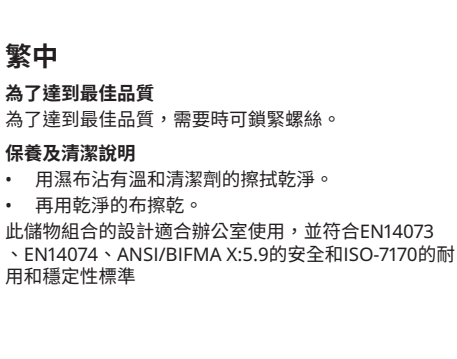 繁中
為了達到最佳品質
為了達到最佳品質，需要時可鎖緊螺絲。
保養及清潔說明
• 用濕布沾有溫和清潔劑的擦拭乾淨。
• 再用乾淨的布擦乾。
此儲物組合的設計適合辦公室使用，並符合EN14073
、EN14074、ANSI/BIFMA X:5.9的安全和ISO-7170的耐
用和穩定性標準